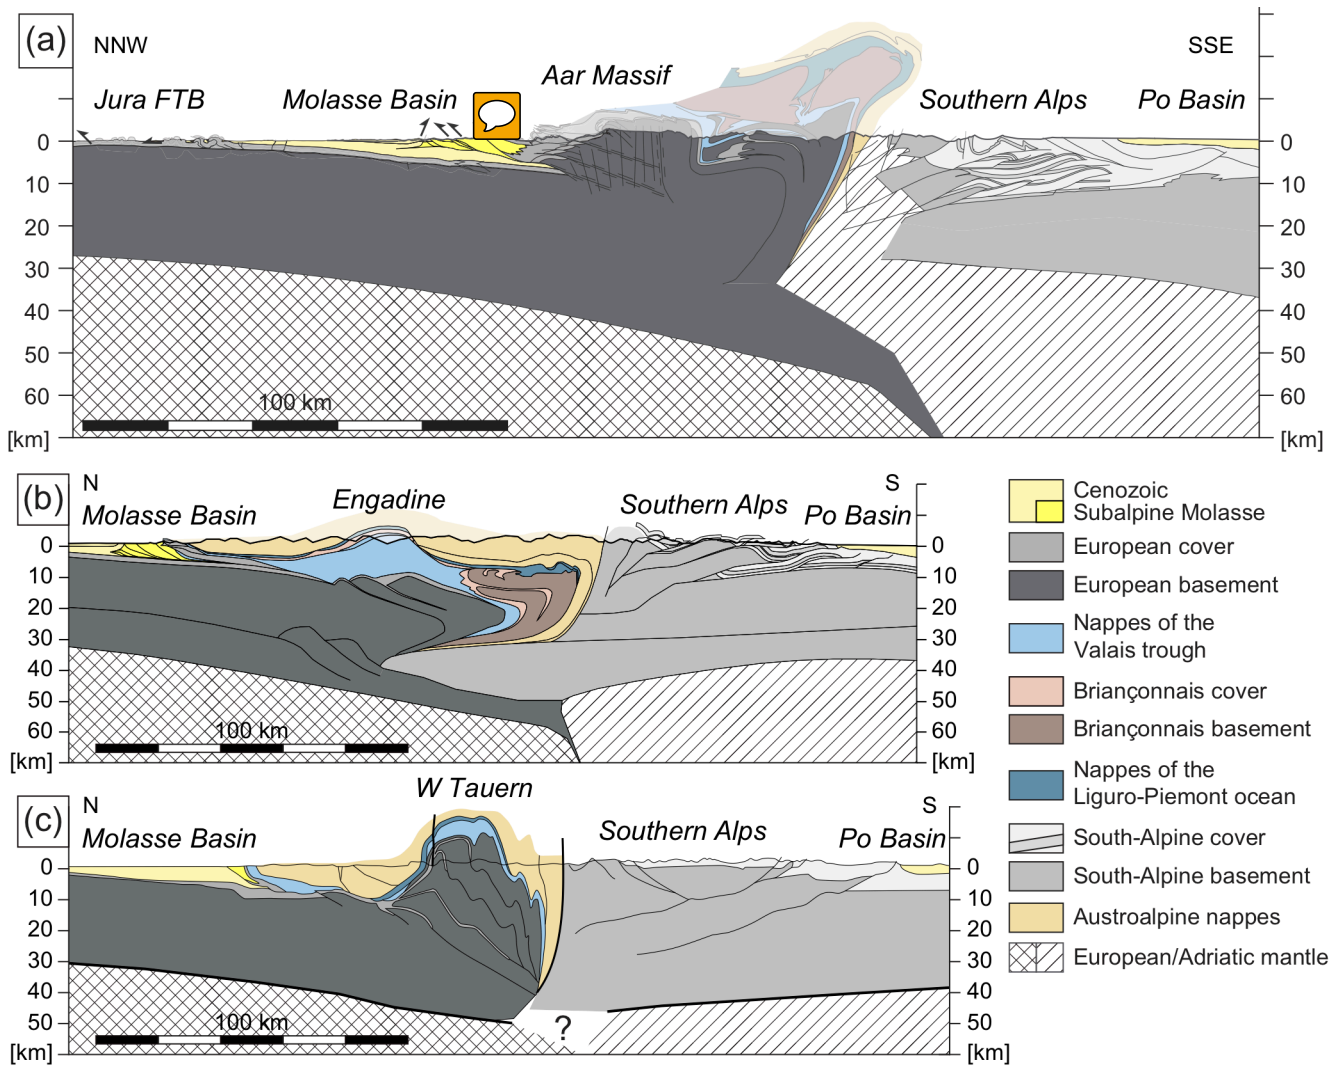 (a)
NNW
SSE
Aar Massif
Jura FTB
Molasse Basin
Southern Alps
Po Basin
0
10
20
30
40
50
60
[km]
0
10
20
30
40
50
60
[km]
100 km
(b)
N
S
Engadine
Molasse Basin
Southern Alps
Po Basin
0
10
20
30
40
50
60
[km]
0
10
20
30
40
50
60
[km]
100 km
(c)
N
S
W Tauern
Molasse Basin
Southern Alps
Po Basin
0
10
20
30
40
50
[km]
0
10
20
30
40
50
[km]
100 km
?
Cenozoic
Subalpine Molasse
European cover
European basement
Nappes of the
Valais trough
Briançonnais cover
Briançonnais basement
Nappes of the
Liguro-Piemont ocean
South-Alpine cover
South-Alpine basement
Austroalpine nappes
European/Adriatic mantle